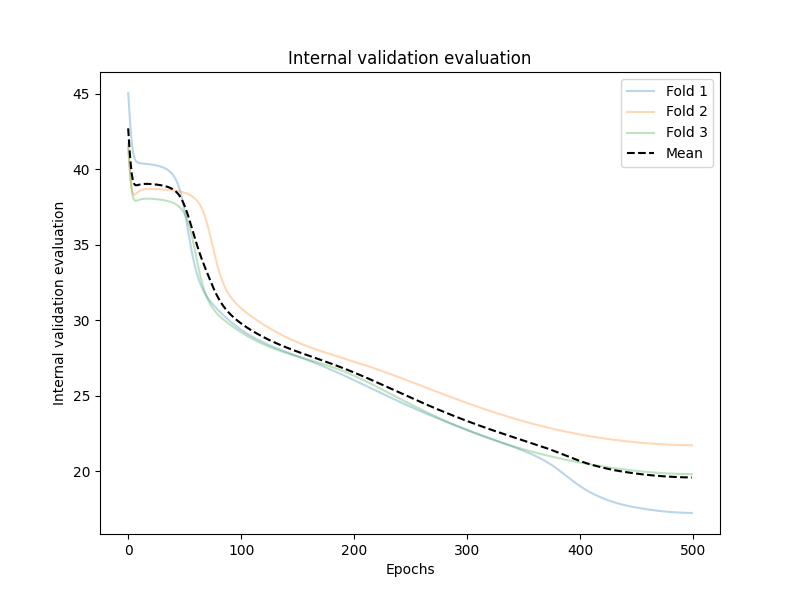 Internal validation evaluation
Fold 1
Fold 2
Fold 3
Mean
Internal validation evaluation
45
40
35
30
25
20
0 100 200 300 400 500
Epochs